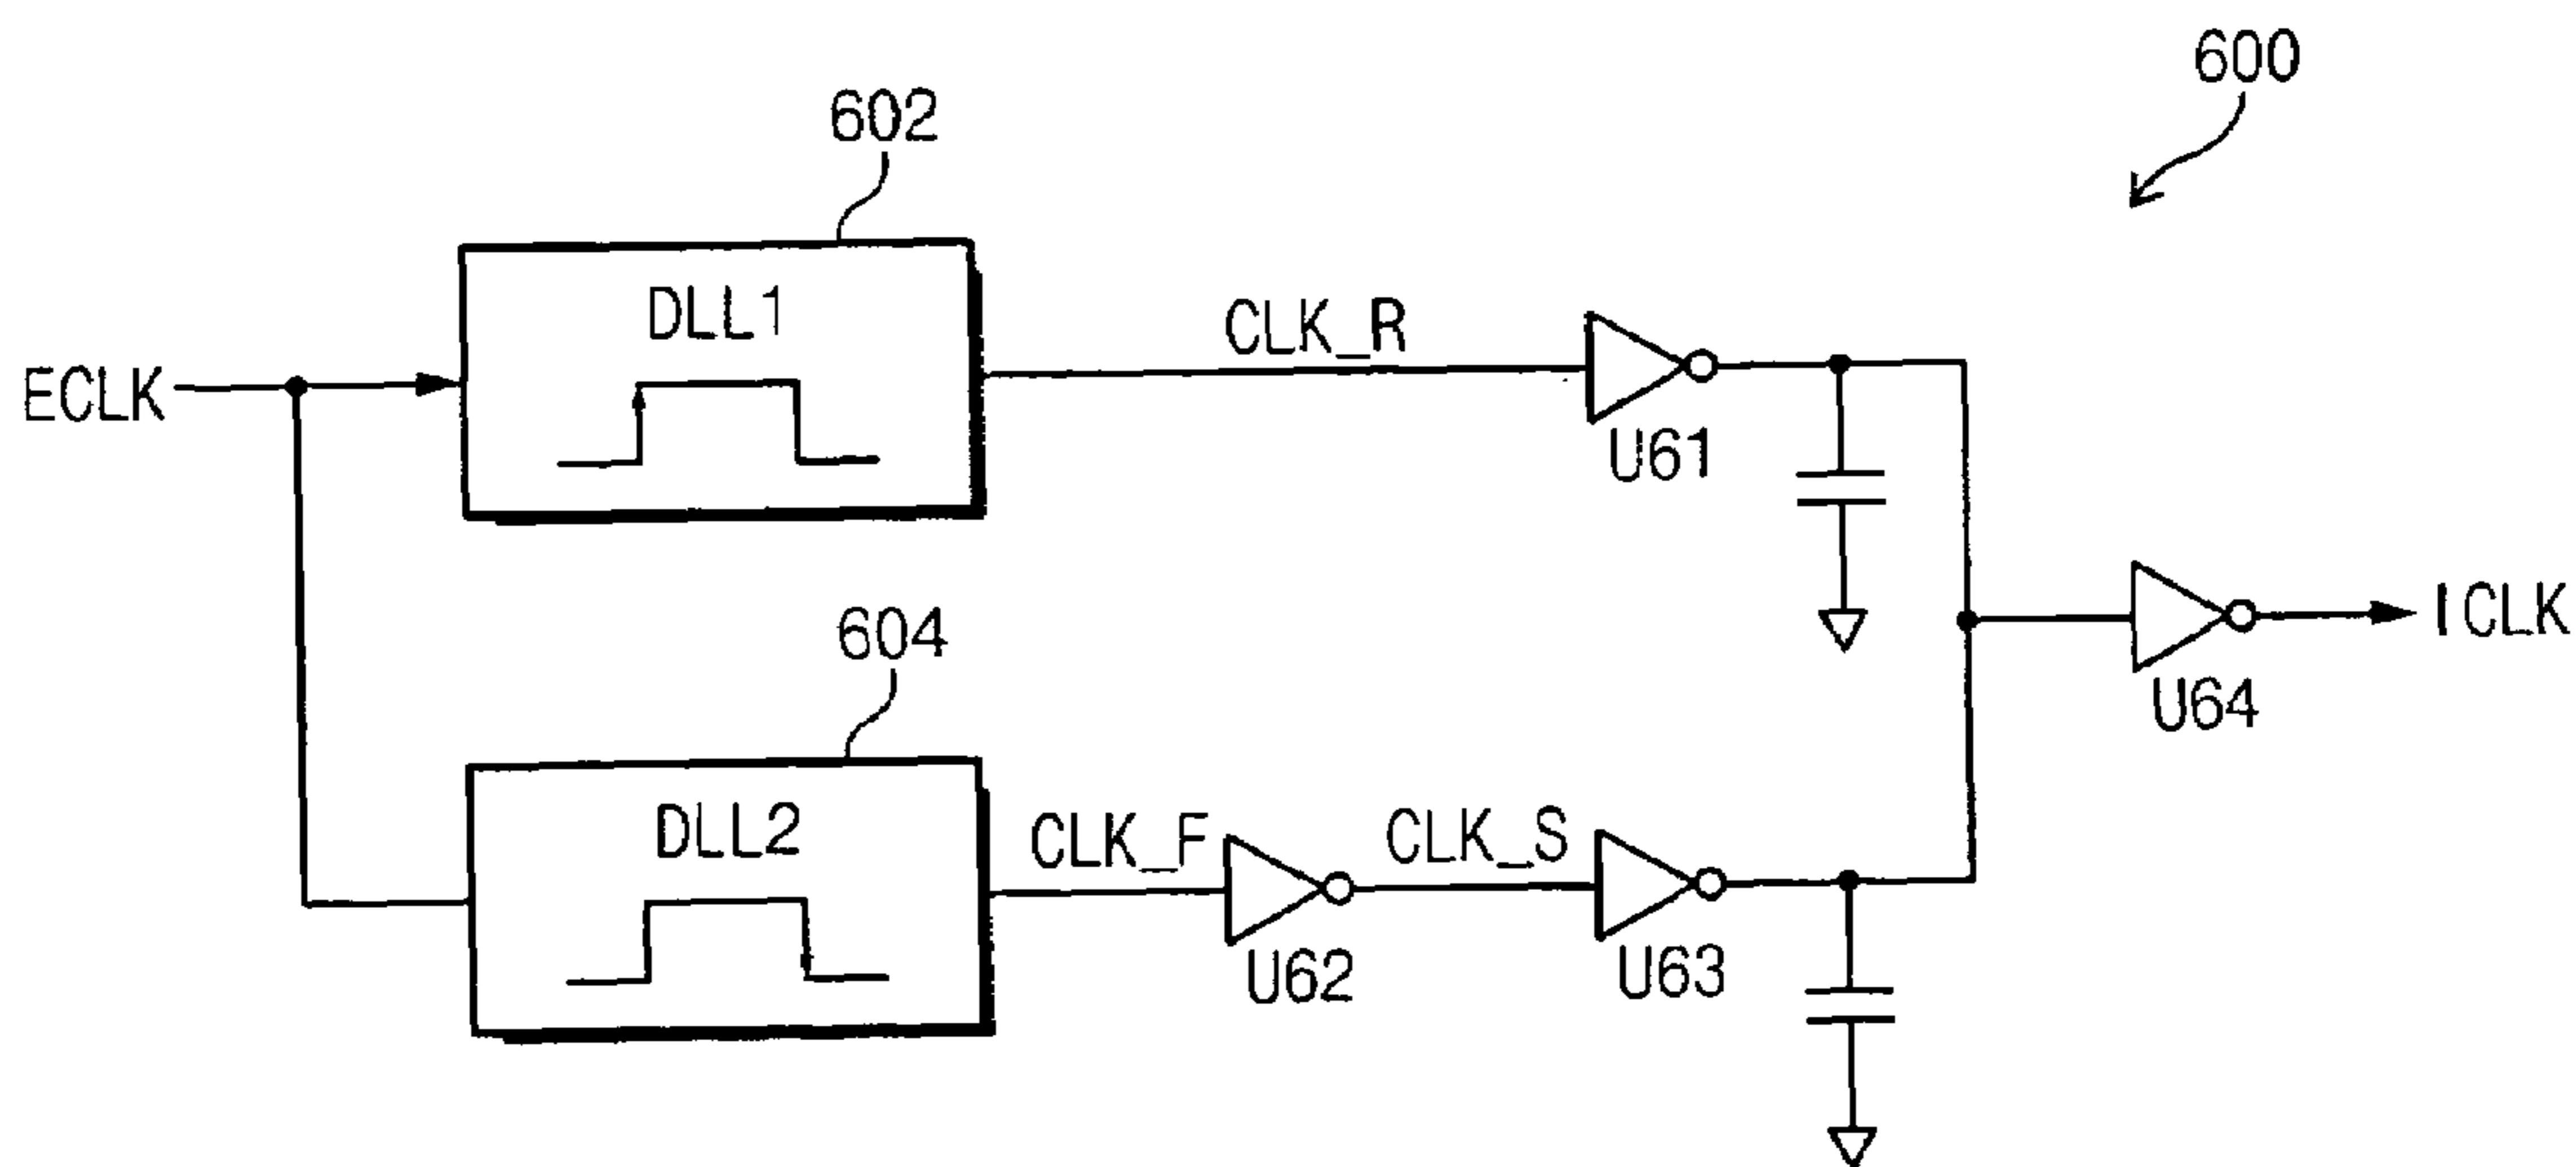 600
602
DLL1
CLK_R
ECLK
U61
604
ICLK
U64
DLL2
CLK_F
CLK_S
U62
U63